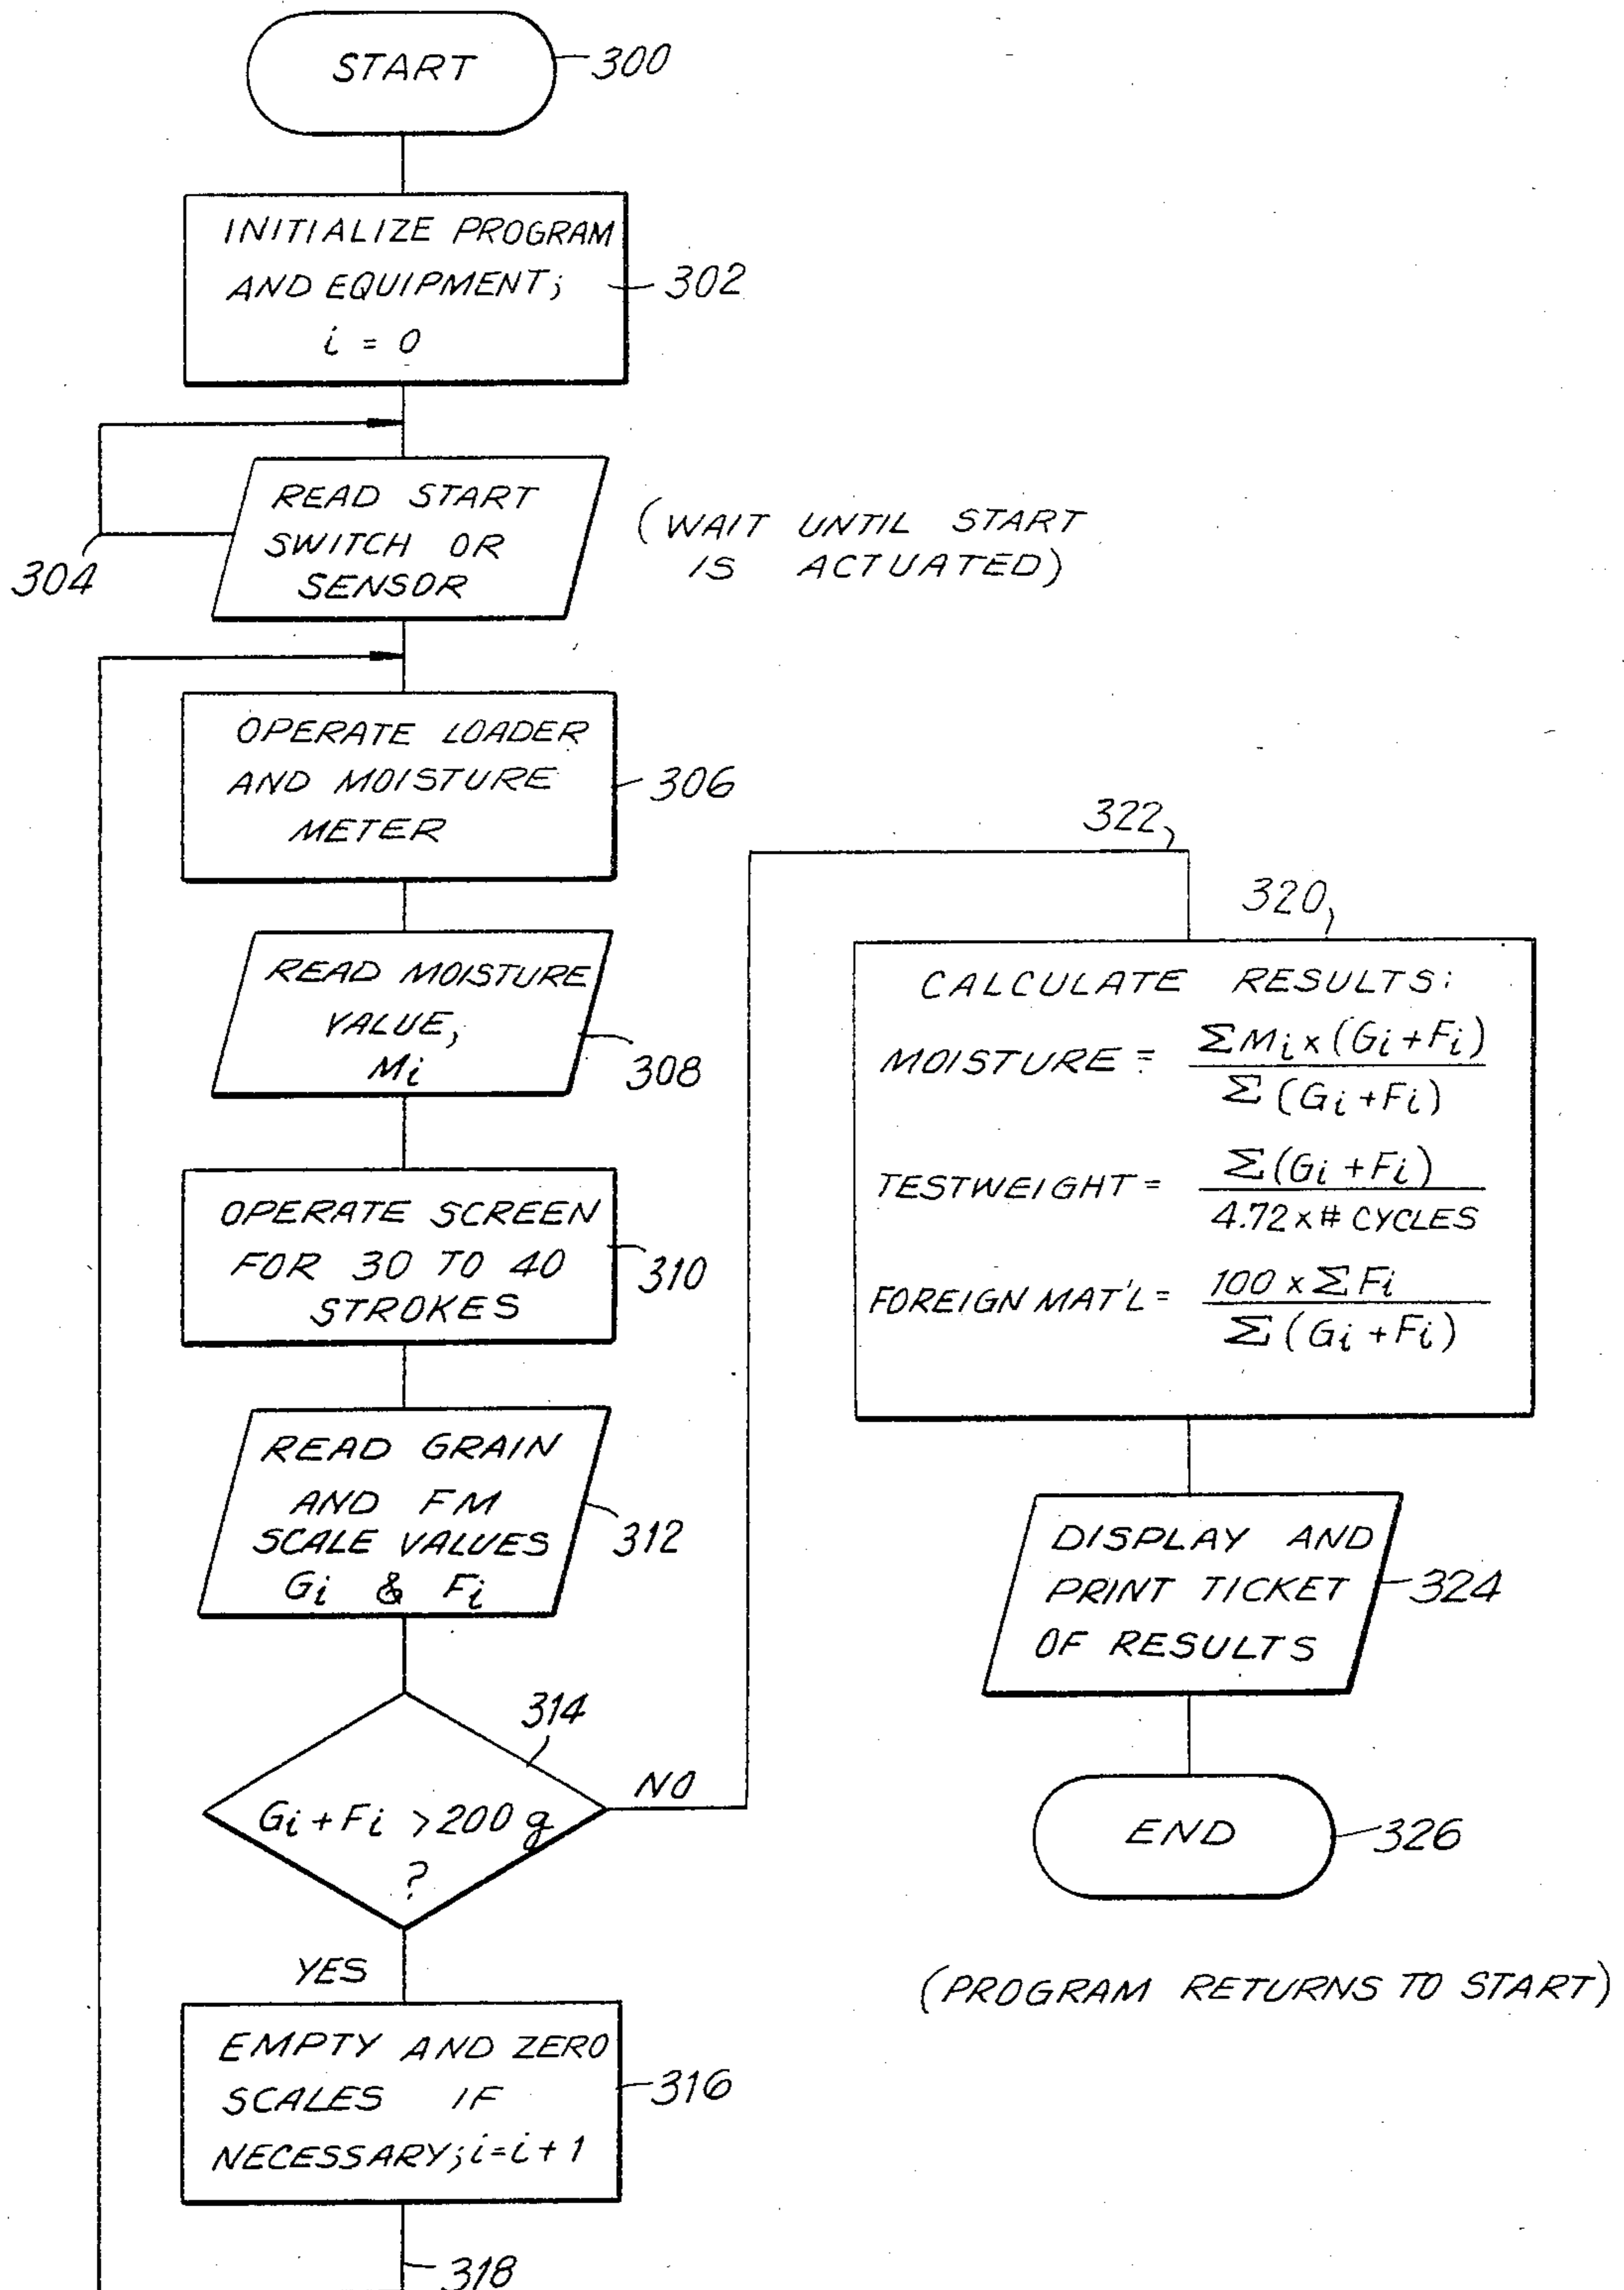 START
300
INITIALIZE PROGRAM
AND EQUIPMENT;
i = 0
302
READ START
SWITCH OR
SENSOR
304
(WAIT UNTIL START
IS ACTUATED)
OPERATE LOADER
AND MOISTURE
METER
306
READ MOISTURE
VALUE,
Mi
308
OPERATE SCREEN
FOR 30 TO 40
STROKES
310
READ GRAIN
AND FM
SCALE VALUES
Gi & Fi
312
314
Gi + Fi > 200 g
?
NO
YES
EMPTY AND ZERO
SCALES IF
NECESSARY; i = i + 1
316
318
322
320
CALCULATE RESULTS:
MOISTURE = ΣMi x (Gi + Fi)
Σ (Gi + Fi)
TESTWEIGHT = Σ(Gi + Fi)
4.72 x # CYCLES
FOREIGN MAT'L = 100 x Σ Fi
Σ (Gi + Fi)
DISPLAY AND
PRINT TICKET
OF RESULTS
324
END
326
(PROGRAM RETURNS TO START)